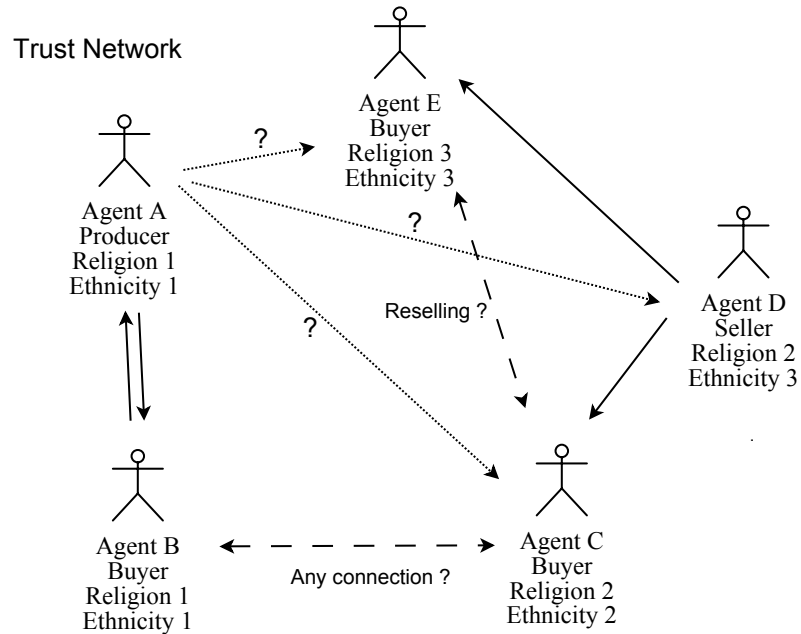 Trust Network
Agent E
Buyer
Religion 3
Ethnicity 3
?
Agent A
Producer
Religion 1
Ethnicity 1
?
Agent D
Seller
Religion 2
Ethnicity 3
Reselling ?
?
Agent B
Buyer
Religion 1
Ethnicity 1
Any connection ?
Agent C
Buyer
Religion 2
Ethnicity 2